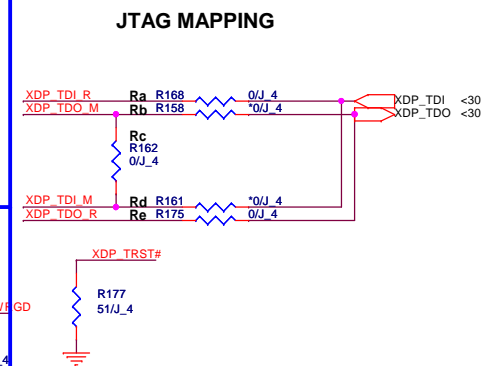 JTAG MAPPING
XDP_TDI_R Ra R168 0/J_4 XDP_TDI <30
XDP_TDO_M Rb R158 *0/J_4 XDP_TDO <30
Rc
R162
0/J_4
XDP_TDI_M Rd R161 *0/J_4
XDP_TDO_R Re R175 0/J_4
XDP_TRST#
R177
51/J_4